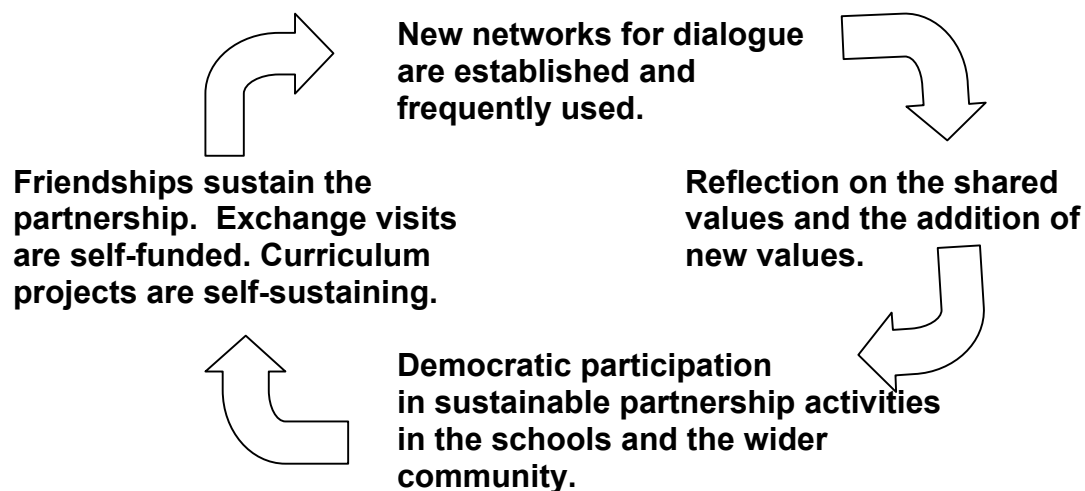 New networks for dialogue
are established and
frequently used.
Reflection on the shared
values and the addition of
new values.
Democratic participation
in sustainable partnership activities
in the schools and the wider
community.
Friendships sustain the
partnership.  Exchange visits
are self-funded. Curriculum
projects are self-sustaining.